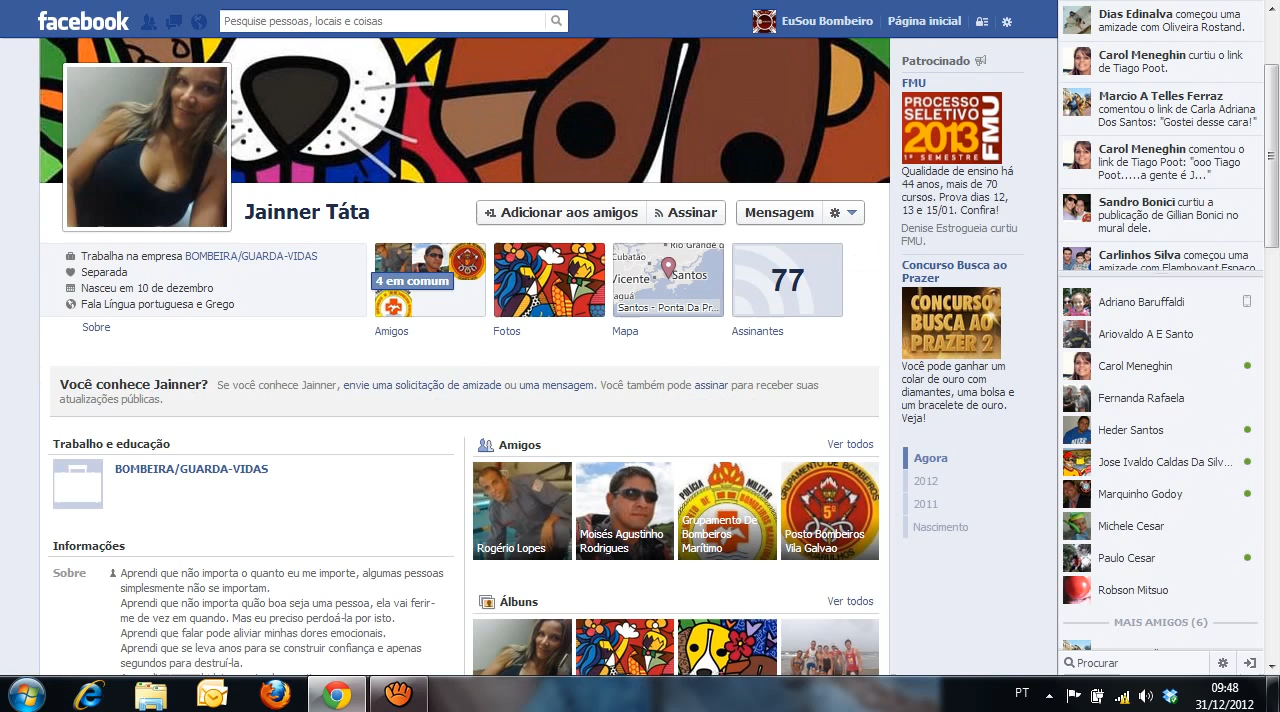 facebook
Pesquise pessoas, locais e coisas
EuSou Bombeiro
Página inicial
Jainner Táta
Adicionar aos amigos
Assinar
Mensagem
Trabalha na empresa BOMBEIRA/GUARDA-VIDAS
Separada
Nasceu em 10 de dezembro
Fala Língua portuguesa e Grego
Sobre
4 em comum
Amigos
Fotos
Rio Grande d
Cubatão
Vicente
Santos
aguá
Santos - Ponta Da Pr...
Mapa
77
Assinantes
Você conhece Jainner? Se você conhece Jainner, envie uma solicitação de amizade ou uma mensagem. Você também pode assinar para receber suas
atualizações públicas.
Trabalho e educação
BOMBEIRA/GUARDA-VIDAS
Informações
Sobre
Aprendi que não importa o quanto eu me importe, algumas pessoas
simplesmente não se importam.
Aprendi que não importa quão boa seja uma pessoa, ela vai ferir-
me de vez em quando. Mas eu preciso perdoá-la por isto.
Aprendi que falar pode aliviar minhas dores emocionais.
Aprendi que se leva anos para se construir confiança e apenas
segundos para destruí-la.
Amigos
Ver todos
Rogério Lopes
Moisés Agustinho
Rodrigues
POLÍCIA MILITAR
Grupamento De
Bombeiros
Marítimo
GRUPAMENTO DE BOMBEIROS
5º
Posto Bombeiros
Vila Galvao
Álbuns
Ver todos
Patrocinado
FMU
PROCESSO
SELETIVO
2013
1º SEMESTRE
FMU
Qualidade de ensino há
44 anos, mais de 70
cursos. Prova dias 12,
13 e 15/01. Confira!
Denise Estrogueia curtiu
FMU.
Concurso Busca ao
Prazer
CONCURSO
BUSCA AO
PRAZER 2
Você pode ganhar um
colar de ouro com
diamantes, uma bolsa e
um bracelete de ouro.
Veja!
Agora
2012
2011
Nascimento
Dias Edinalva começou uma
amizade com Oliveira Rostand.
Carol Meneghin curtiu o link
de Tiago Poot.
Marcio A Telles Ferraz
comentou o link de Carla Adriana
Dos Santos: "Gostei desse cara!"
Carol Meneghin comentou o
link de Tiago Poot: "ooo Tiago
Poot.....a gente é J..."
Sandro Bonici curtiu a
publicação de Gillian Bonici no
mural dele.
Carlinhos Silva começou uma
Adriano Baruffaldi
Ariovaldo A E Santo
Carol Meneghin
Fernanda Rafaela
Heder Santos
Jose Ivaldo Caldas Da Silv...
Marquinho Godoy
Michele Cesar
Paulo Cesar
Robson Mitsuo
MAIS AMIGOS (6)
Procurar
PT
09:48
31/12/2012